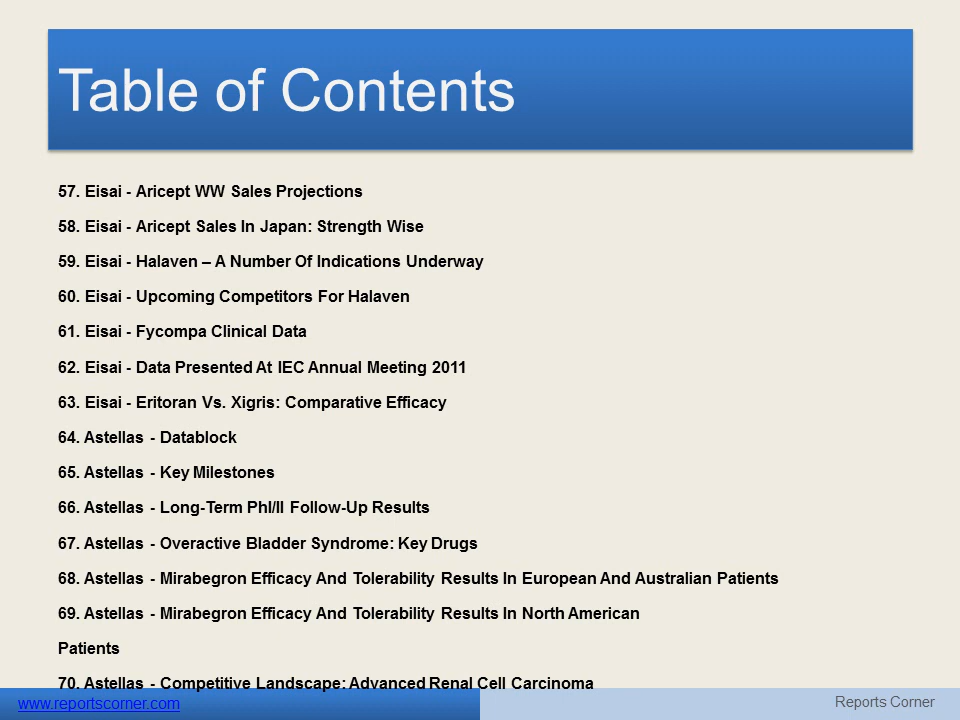 Table of Contents
57. Eisai - Aricept WW Sales Projections
58. Eisai - Aricept Sales In Japan: Strength Wise
59. Eisai - Halaven – A Number Of Indications Underway
60. Eisai - Upcoming Competitors For Halaven
61. Eisai - Fycompa Clinical Data
62. Eisai - Data Presented At IEC Annual Meeting 2011
63. Eisai - Eritoran Vs. Xigris: Comparative Efficacy
64. Astellas - Datablock
65. Astellas - Key Milestones
66. Astellas - Long-Term PhI/II Follow-Up Results
67. Astellas - Overactive Bladder Syndrome: Key Drugs
68. Astellas - Mirabegron Efficacy And Tolerability Results In European And Australian Patients
69. Astellas - Mirabegron Efficacy And Tolerability Results In North American
Patients
70. Astellas - Competitive Landscape: Advanced Renal Cell Carcinoma
www.reportscorner.com
Reports Corner